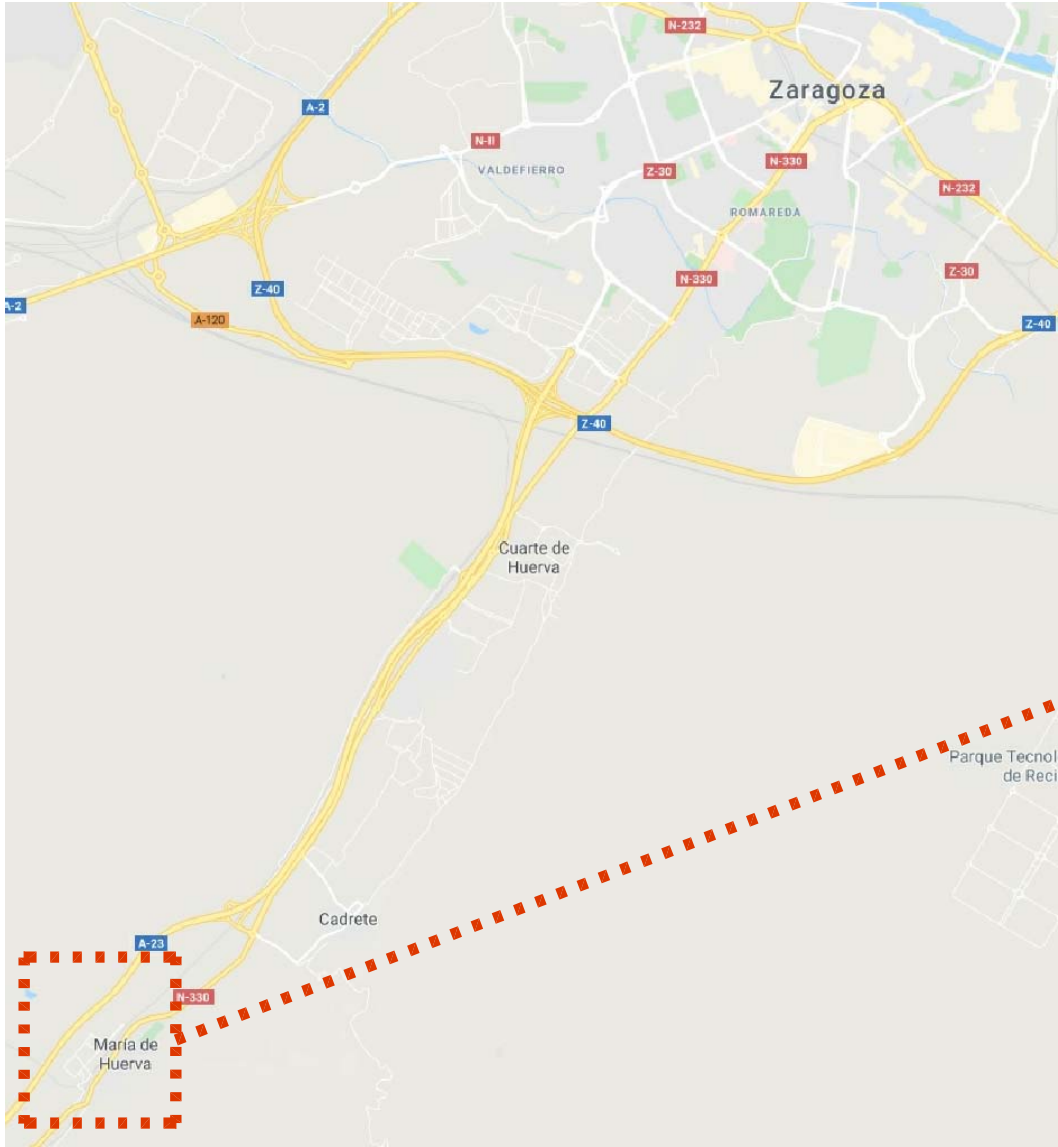 N-232
Zaragoza
A-2
N-II
VALDEFIERRO
Z-30
N-330
N-232
ROMAREDA
Z-30
N-330
Z-40
A-2
A-120
Z-40
Z-40
Cuarte de
Huerva
Parque Tecnol
de Reci
Cadrete
A-23
N-330
María de
Huerva